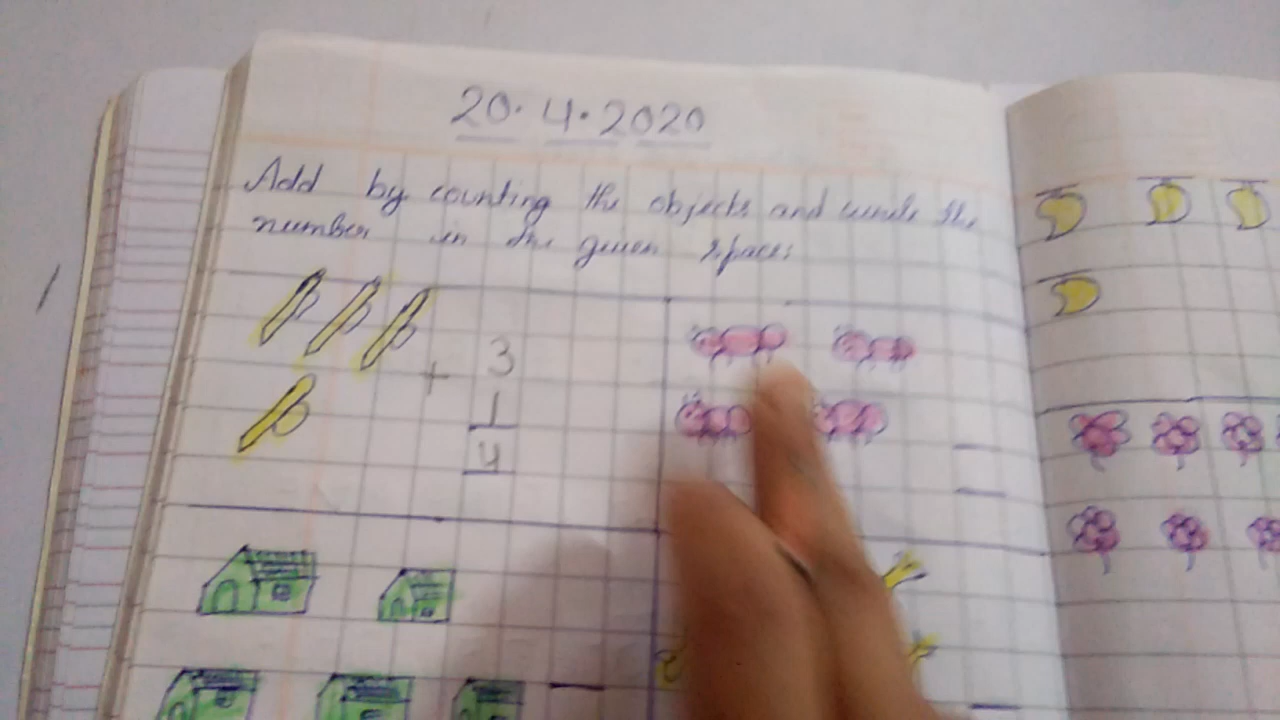 20.4.2020
Add by counting the objects and write the
number in the given space:
3
+ 1
4